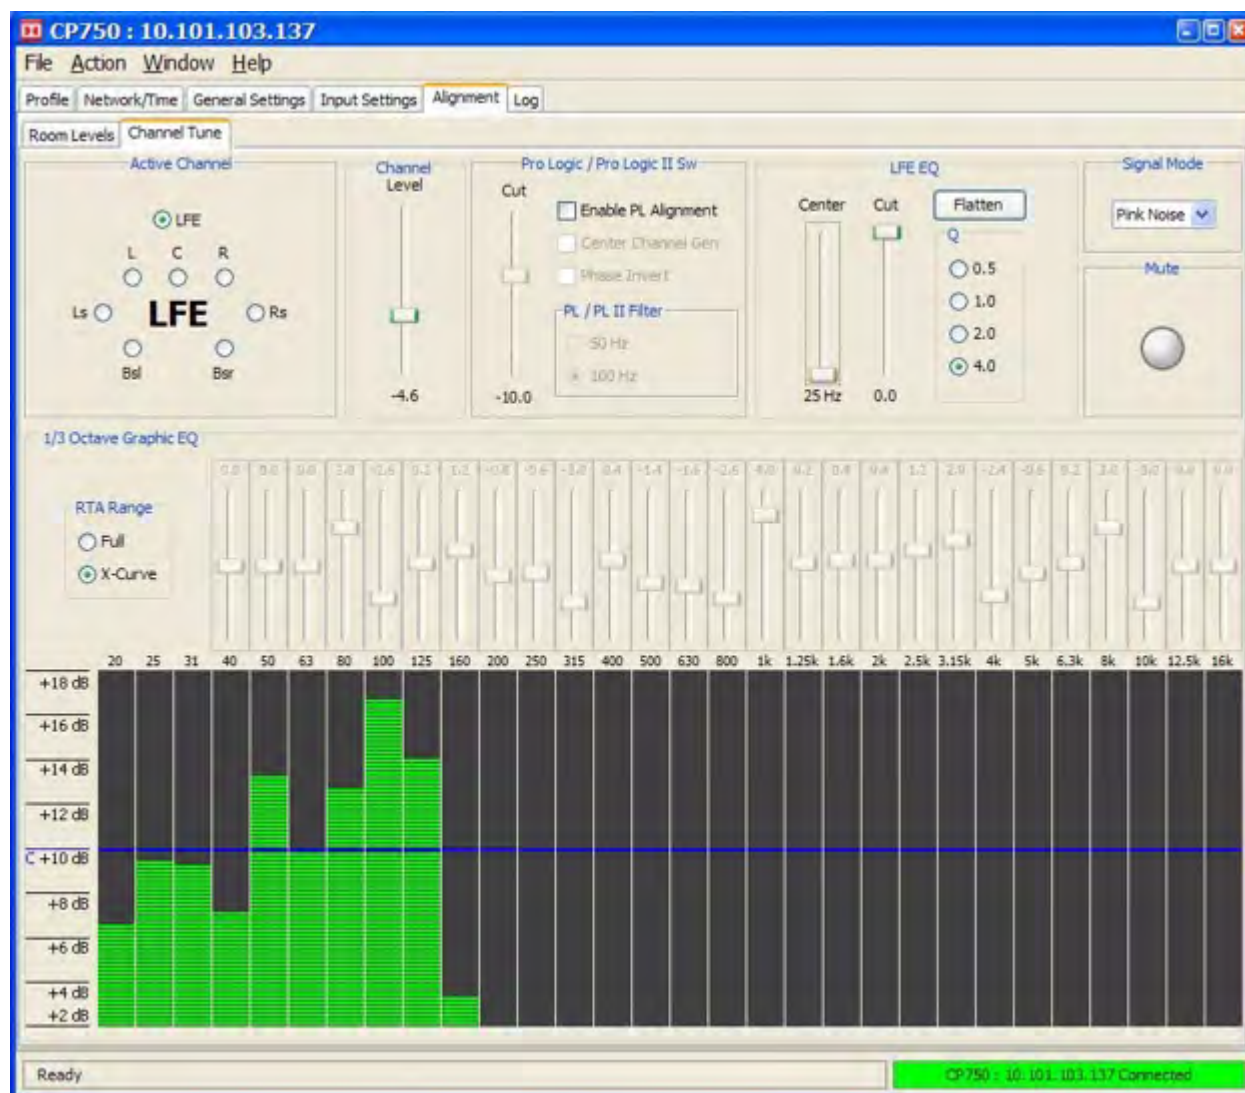 CP750 : 10.101.103.137
File Action Window Help
Profile Network/Time General Settings Input Settings Alignment Log
Room Levels Channel Tune
Active Channel
LFE
L C R
Ls LFE Rs
Bsl Bsr
Channel
Level
-4.6
Pro Logic / Pro Logic II Sw
Cut
Enable PL Alignment
Center Channel Gen
Phase Invert
PL / PL II Filter
50 Hz
100 Hz
-10.0
LFE EQ
Center Cut Flatten
Q
0.5
1.0
2.0
4.0
25 Hz 0.0
Signal Mode
Pink Noise
Mute
1/3 Octave Graphic EQ
RTA Range
Full
X-Curve
20 25 31 40 50 63 80 100 125 160 200 250 315 400 500 630 800 1k 1.25k 1.6k 2k 2.5k 3.15k 4k 5k 6.3k 8k 10k 12.5k 16k
+18 dB
+16 dB
+14 dB
+12 dB
C +10 dB
+8 dB
+6 dB
+4 dB
+2 dB
Ready
CP750 : 10.101.103.137 Connected